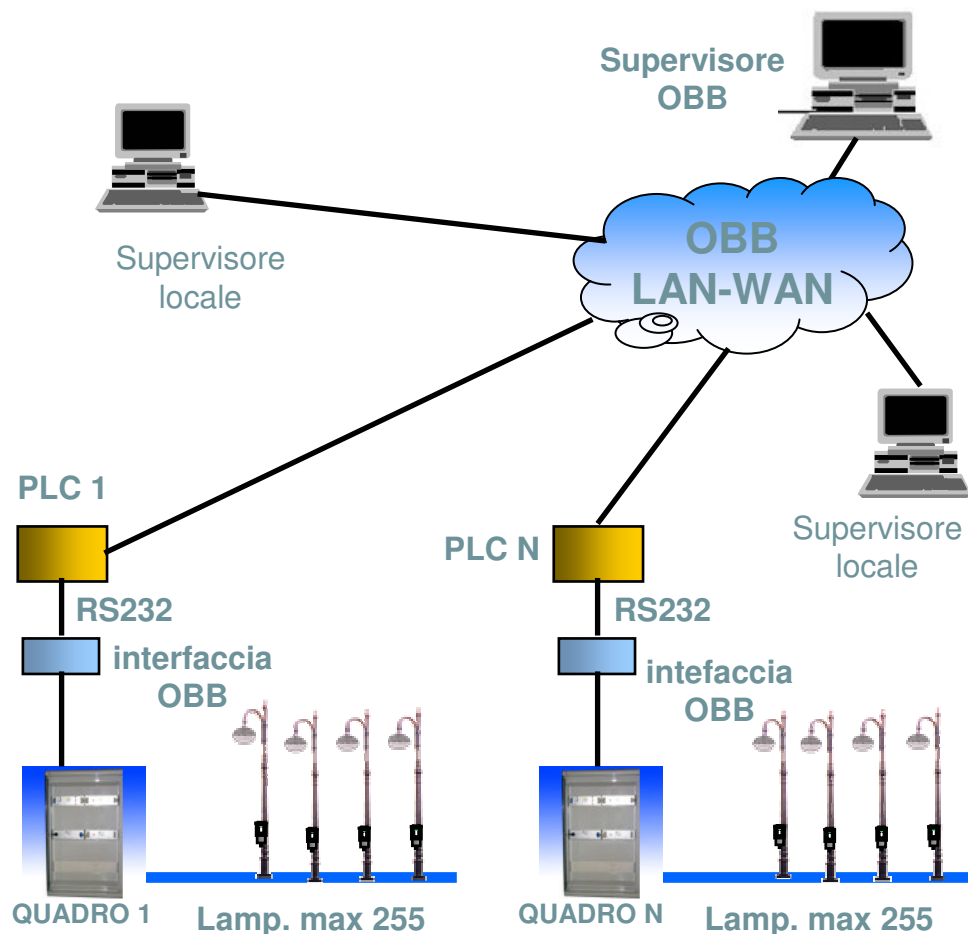 Supervisore
OBB
Supervisore
locale
OBB
LAN-WAN
PLC 1
PLC N
Supervisore
locale
RS232
RS232
interfaccia
OBB
intefaccia
OBB
QUADRO 1
Lamp. max 255
QUADRO N
Lamp. max 255